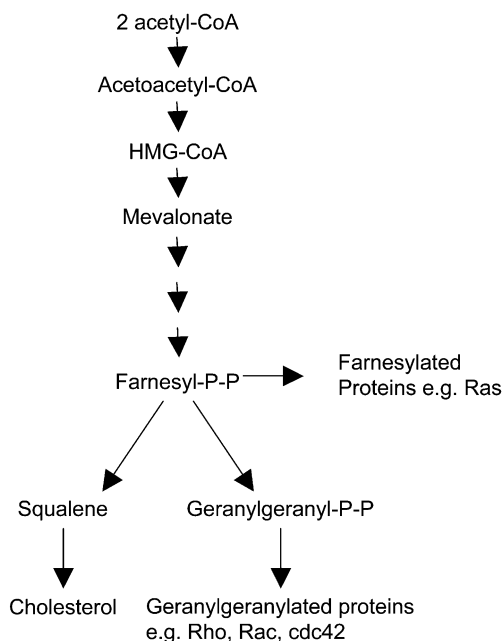 2 acetyl-CoA
Acetoacetyl-CoA
HMG-CoA
Mevalonate
Farnesyl-P-P
Farnesylated
Proteins e.g. Ras
Squalene
Geranylgeranyl-P-P
Cholesterol
Geranylgeranylated proteins
e.g. Rho, Rac, cdc42